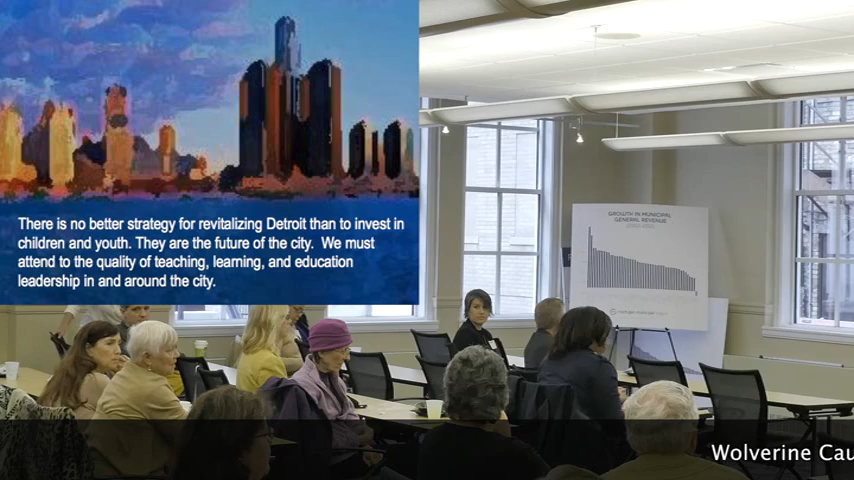 There is no better strategy for revitalizing Detroit than to invest in
children and youth. They are the future of the city. We must
attend to the quality of teaching, learning, and education
leadership in and around the city.
GROWTH IN MUNICIPAL
GENERAL REVENUE
Wolverine Cau